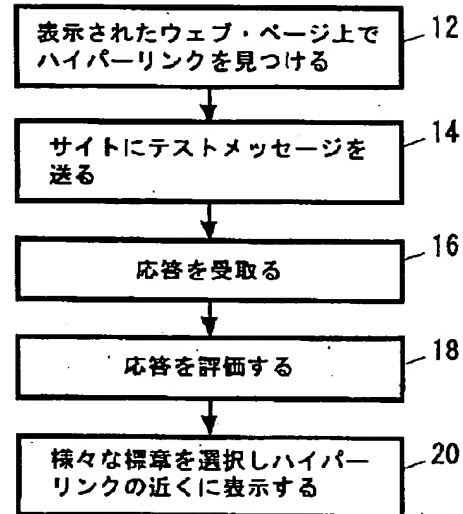 表示されたウェブ・ページ上で
ハイパーリンクを見つける
12
サイトにテストメッセージを
送る
14
応答を受取る
16
応答を評価する
18
様々な標章を選択しハイパー
リンクの近くに表示する
20